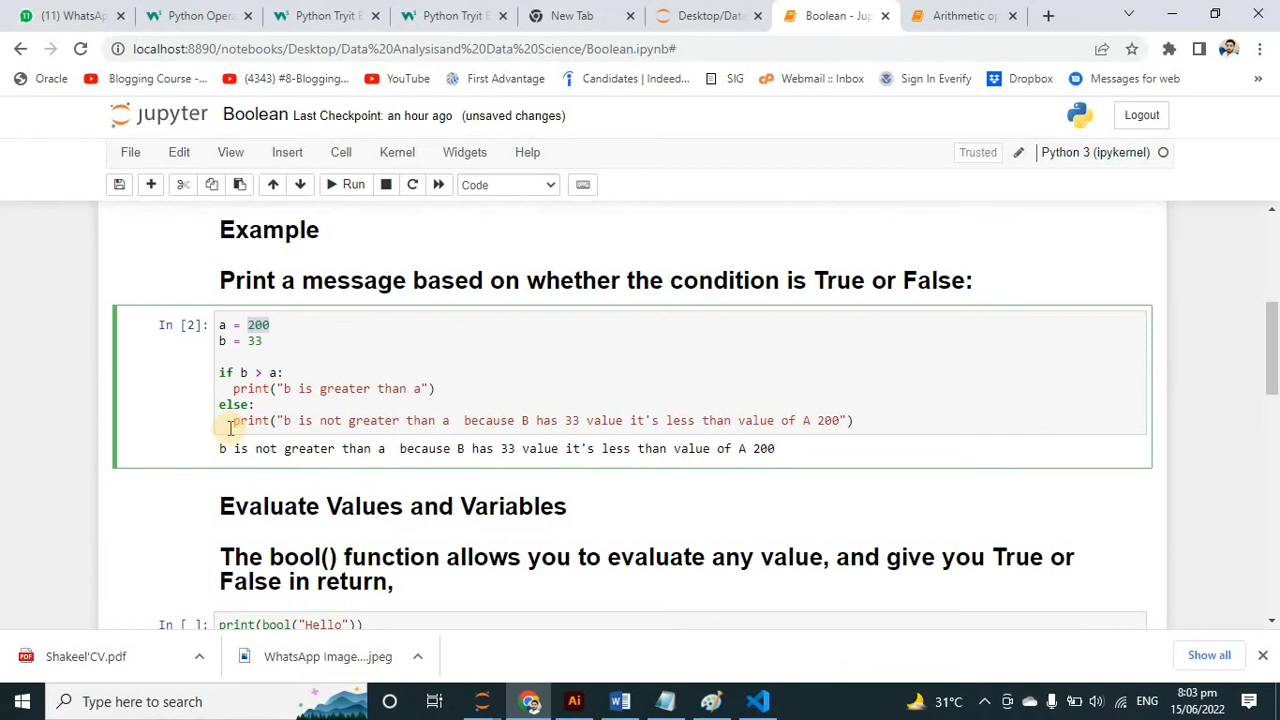 (11) WhatsA
Python Oper
Python Tryit E
Python Tryit E
New Tab
Desktop/Data
Boolean - Jup
Arithmetic op
localhost:8890/notebooks/Desktop/Data%20Analysisand%20Data%20Science/Boolean.ipynb#
Oracle
Blogging Course -...
(4343) #8-Blogging...
YouTube
First Advantage
Candidates | Indeed...
SIG
Webmail :: Inbox
Sign In Everify
Dropbox
Messages for web
»
jupyter Boolean Last Checkpoint: an hour ago (unsaved changes)
Logout
File Edit View Insert Cell Kernel Widgets Help
Trusted
Python 3 (ipykernel)
Run
Code
Example
Print a message based on whether the condition is True or False:
In [2]: a = 200
b = 33
if b > a:
print("b is greater than a")
else:
print("b is not greater than a  because B has 33 value it's less than value of A 200")
b is not greater than a  because B has 33 value it's less than value of A 200
Evaluate Values and Variables
The bool() function allows you to evaluate any value, and give you True or
False in return,
In [ ]: print(bool("Hello"))
PDF
Shakeel'CV.pdf
WhatsApp Image....jpeg
Show all
Type here to search
Ai
31°C
ENG
8:03 pm
15/06/2022